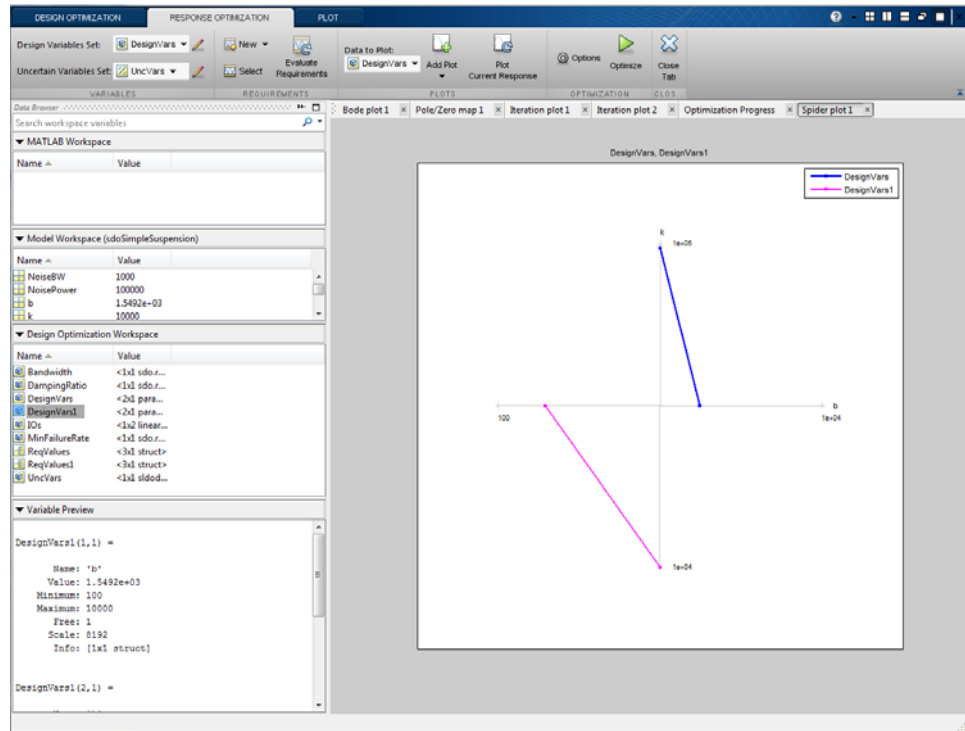 DESIGN OPTIMIZATION RESPONSE OPTIMIZATION PLOT
Design Variables Set: DesignVars
Uncertain Variables Set: UncVars
VARIABLES
New
Select
Evaluate
Requirements
REQUIREMENTS
Data to Plot:
DesignVars
Add Plot
Plot
Current Response
PLOTS
Options
Optimize
OPTIMIZATION
Close
Tab
CLOS
Data Browser
Search workspace variables
MATLAB Workspace
Name Value
Model Workspace (sdoSimpleSuspension)
Name Value
NoiseBW 1000
NoisePower 100000
b 1.5492e+03
k 10000
Design Optimization Workspace
Name Value
Bandwidth <1x1 sdo.r...
DampingRatio <1x1 sdo.r...
DesignVars <2x1 para...
DesignVars1 <2x1 para...
IOs <1x2 linear...
MinFailureRate <1x1 sdo.r...
ReqValues <3x1 struct>
ReqValues1 <3x1 struct>
UncVars <1x1 sldod...
Variable Preview
DesignVars1(1,1) =
Name: 'b'
Value: 1.5492e+03
Minimum: 100
Maximum: 10000
Free: 1
Scale: 8192
Info: [1x1 struct]
DesignVars1(2,1) =
Bode plot 1 Pole/Zero map 1 Iteration plot 1 Iteration plot 2 Optimization Progress Spider plot 1
DesignVars, DesignVars1
DesignVars
DesignVars1
k
b
100
1e+04
1e+04